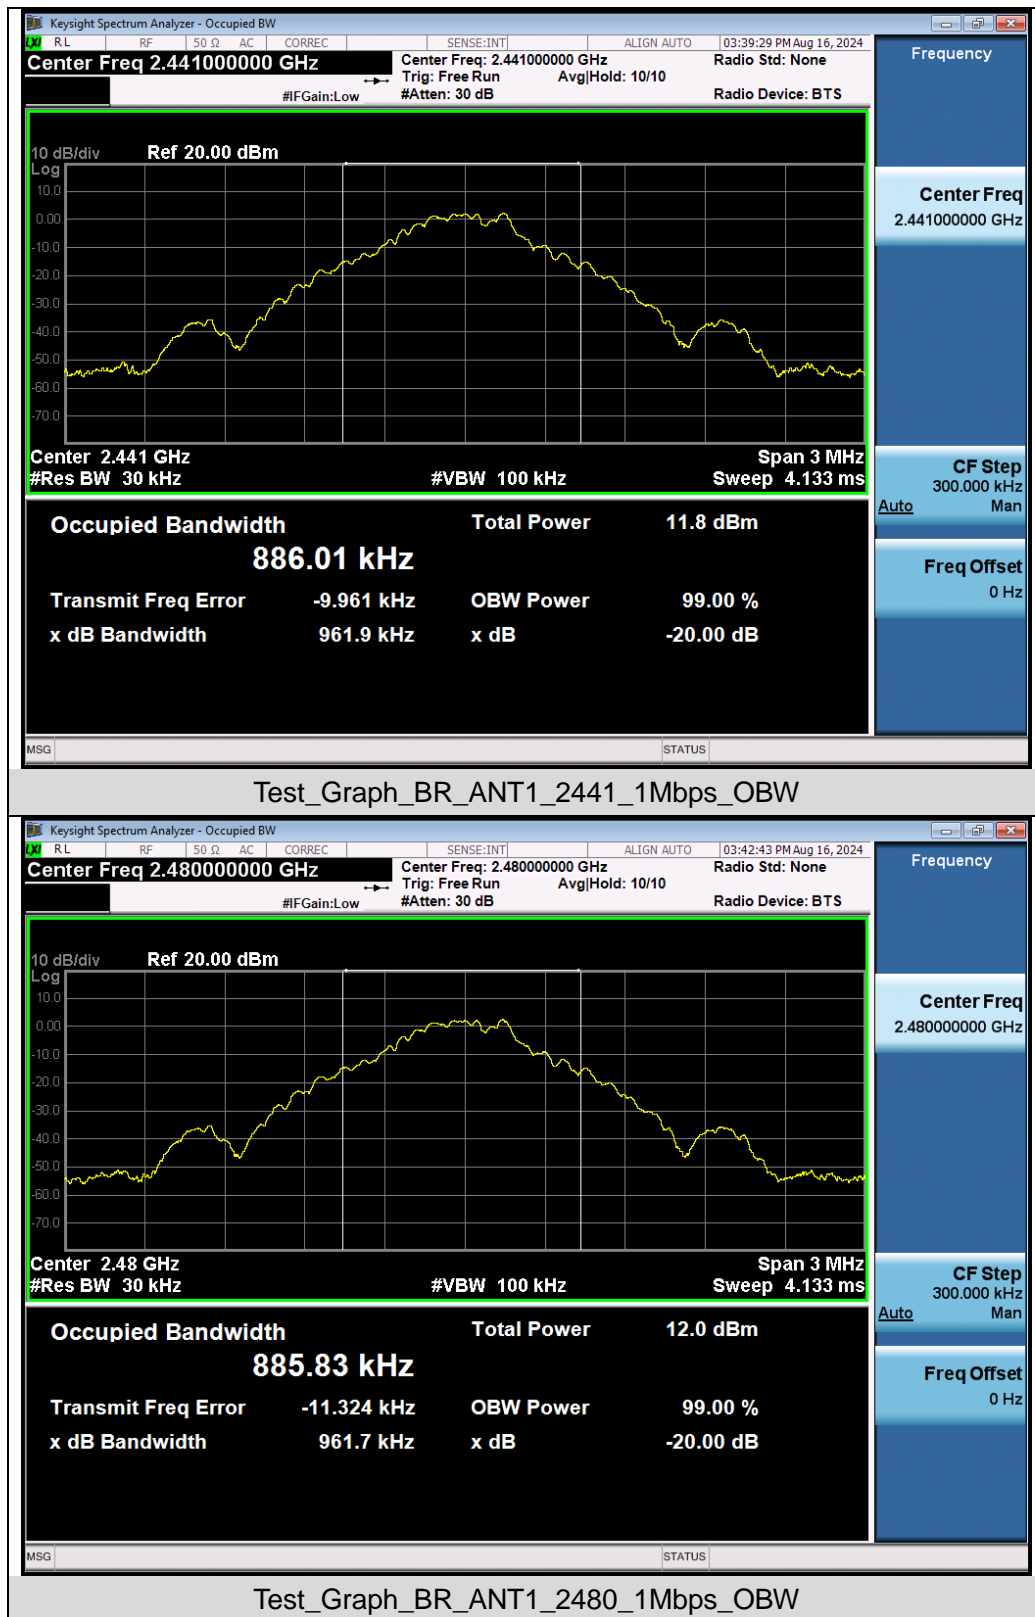 Keysight Spectrum Analyzer - Occupied BW
LXI RL RF 50 Ω AC CORREC SENSE:INT ALIGN AUTO 03:39:29 PM Aug 16, 2024
Center Freq 2.441000000 GHz Center Freq: 2.441000000 GHz Radio Std: None
Trig: Free Run Avg|Hold: 10/10
#IFGain:Low #Atten: 30 dB Radio Device: BTS
Frequency
10 dB/div Ref 20.00 dBm
Log
10.0
0.00
-10.0
-20.0
-30.0
-40.0
-50.0
-60.0
-70.0
Center 2.441 GHz Span 3 MHz
#Res BW 30 kHz #VBW 100 kHz Sweep 4.133 ms
Center Freq
2.441000000 GHz
CF Step
300.000 kHz
Auto Man
Freq Offset
0 Hz
Occupied Bandwidth Total Power 11.8 dBm
886.01 kHz
Transmit Freq Error -9.961 kHz OBW Power 99.00 %
x dB Bandwidth 961.9 kHz x dB -20.00 dB
MSG STATUS
Test_Graph_BR_ANT1_2441_1Mbps_OBW
Keysight Spectrum Analyzer - Occupied BW
LXI RL RF 50 Ω AC CORREC SENSE:INT ALIGN AUTO 03:42:43 PM Aug 16, 2024
Center Freq 2.480000000 GHz Center Freq: 2.480000000 GHz Radio Std: None
Trig: Free Run Avg|Hold: 10/10
#IFGain:Low #Atten: 30 dB Radio Device: BTS
Frequency
10 dB/div Ref 20.00 dBm
Log
10.0
0.00
-10.0
-20.0
-30.0
-40.0
-50.0
-60.0
-70.0
Center 2.48 GHz Span 3 MHz
#Res BW 30 kHz #VBW 100 kHz Sweep 4.133 ms
Center Freq
2.480000000 GHz
CF Step
300.000 kHz
Auto Man
Freq Offset
0 Hz
Occupied Bandwidth Total Power 12.0 dBm
885.83 kHz
Transmit Freq Error -11.324 kHz OBW Power 99.00 %
x dB Bandwidth 961.7 kHz x dB -20.00 dB
MSG STATUS
Test_Graph_BR_ANT1_2480_1Mbps_OBW